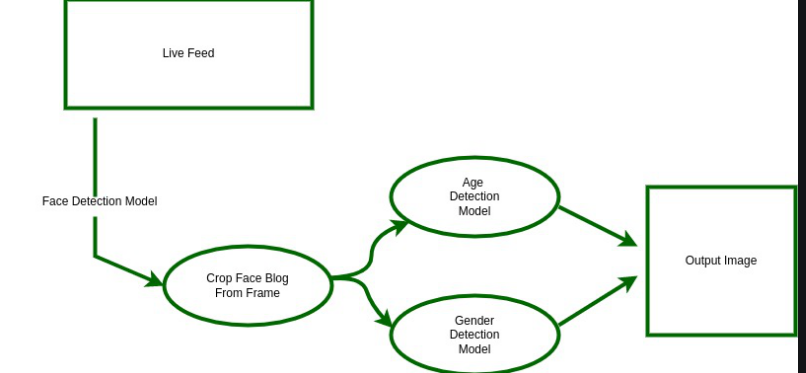 Live Feed
Face Detection Model
Crop Face Blog
From Frame
Age
Detection
Model
Gender
Detection
Model
Output Image